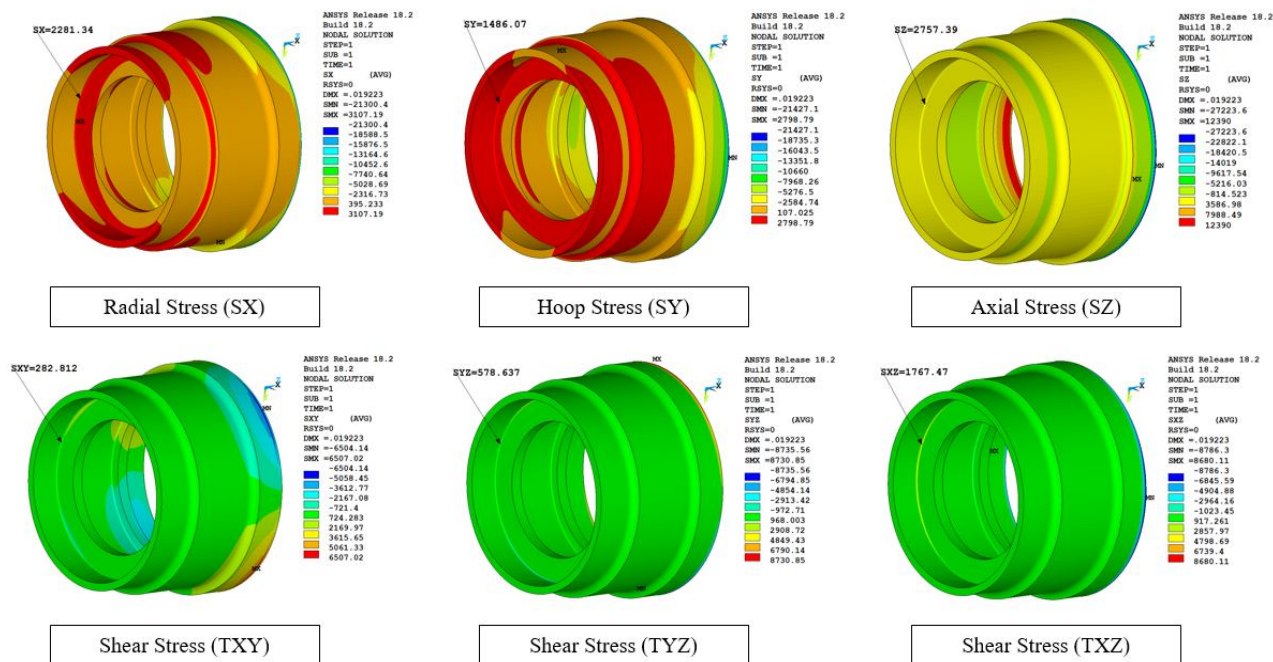 SX=2281.34
MX
MN
X
ANSYS Release 18.2
Build 18.2
NODAL SOLUTION
STEP=1
SUB =1
TIME=1
SX (AVG)
RSYS=0
DMX =.019223
SMN =-21300.4
SMX =3107.19
-21300.4
-18588.5
-15876.5
-13164.6
-10452.6
-7740.64
-5028.69
-2316.73
395.233
3107.19
Radial Stress (SX)
SY=1486.07
MX
MN
X
ANSYS Release 18.2
Build 18.2
NODAL SOLUTION
STEP=1
SUB =1
TIME=1
SY (AVG)
RSYS=0
DMX =.019223
SMN =-21427.1
SMX =2798.79
-21427.1
-18735.3
-16043.5
-13351.8
-10660
-7968.26
-5276.5
-2584.74
107.025
2798.79
Hoop Stress (SY)
SZ=2757.39
MX
MN
X
ANSYS Release 18.2
Build 18.2
NODAL SOLUTION
STEP=1
SUB =1
TIME=1
SZ (AVG)
RSYS=0
DMX =.019223
SMN =-27223.6
SMX =12390
-27223.6
-22822.1
-18420.5
-14019
-9617.54
-5216.03
-814.523
3586.98
7988.49
12390
Axial Stress (SZ)
SXY=282.812
MN
MX
X
ANSYS Release 18.2
Build 18.2
NODAL SOLUTION
STEP=1
SUB =1
TIME=1
SXY (AVG)
RSYS=0
DMX =.019223
SMN =-6504.14
SMX =6507.02
-6504.14
-5058.45
-3612.77
-2167.08
-721.4
724.283
2169.97
3615.65
5061.33
6507.02
Shear Stress (TXY)
SYZ=578.637
MX
MN
X
ANSYS Release 18.2
Build 18.2
NODAL SOLUTION
STEP=1
SUB =1
TIME=1
SYZ (AVG)
RSYS=0
DMX =.019223
SMN =-8735.56
SMX =8730.85
-8735.56
-6794.85
-4854.14
-2913.42
-972.71
968.003
2908.72
4849.43
6790.14
8730.85
Shear Stress (TYZ)
SXZ=1767.47
MX
MN
X
ANSYS Release 18.2
Build 18.2
NODAL SOLUTION
STEP=1
SUB =1
TIME=1
SXZ (AVG)
RSYS=0
DMX =.019223
SMN =-8786.3
SMX =8680.11
-8786.3
-6845.59
-4904.88
-2964.16
-1023.45
917.261
2857.97
4798.69
6739.4
8680.11
Shear Stress (TXZ)